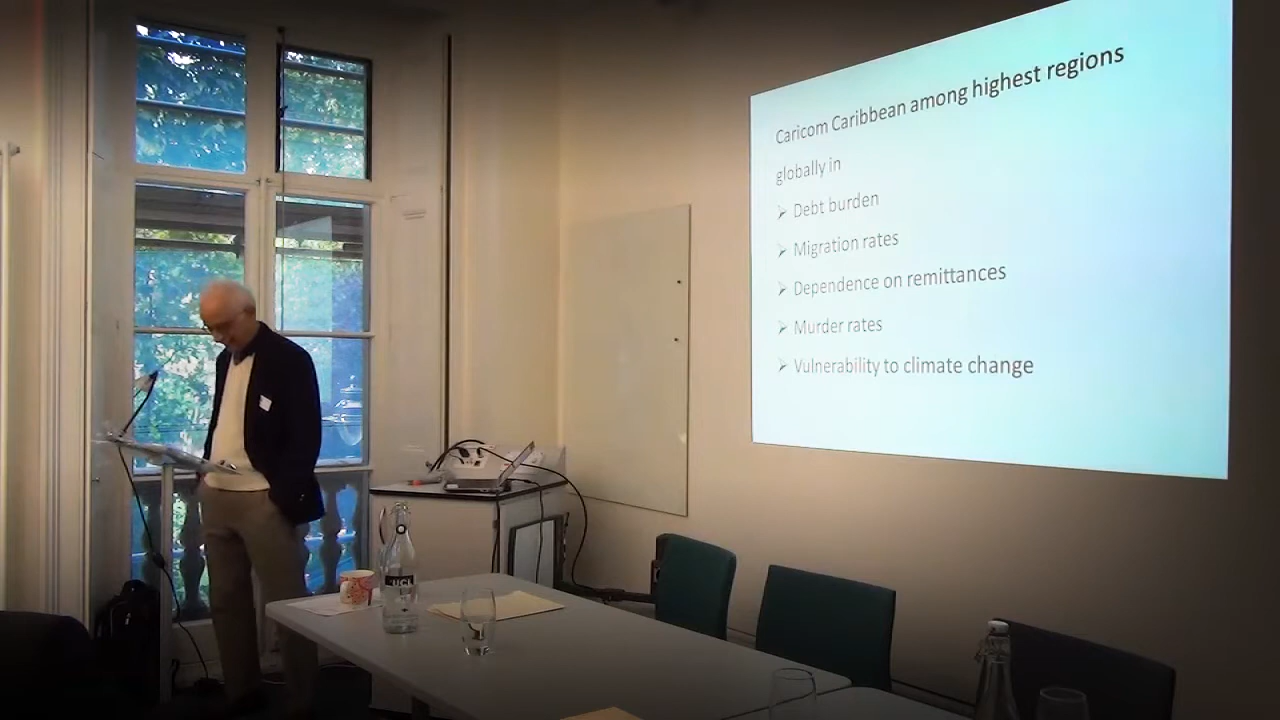 Caricom Caribbean among highest regions
globally in
➢ Debt burden
➢ Migration rates
➢ Dependence on remittances
➢ Murder rates
➢ Vulnerability to climate change
UCL